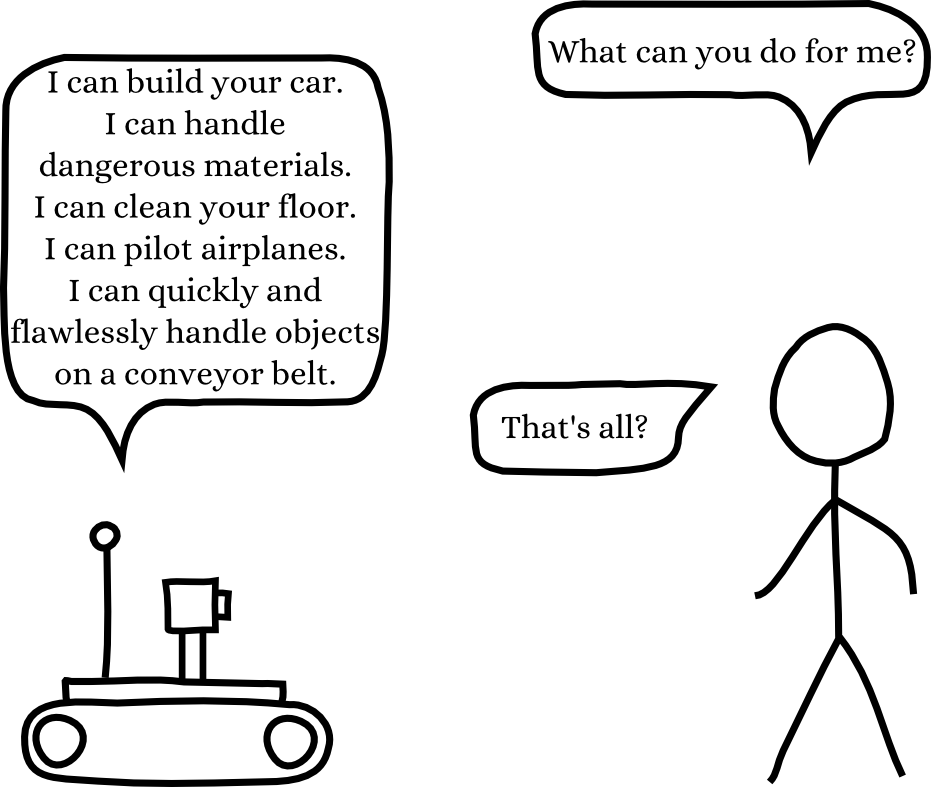 What can you do for me?
I can build your car.
I can handle
dangerous materials.
I can clean your floor.
I can pilot airplanes.
I can quickly and
flawlessly handle objects
on a conveyor belt.
That's all?